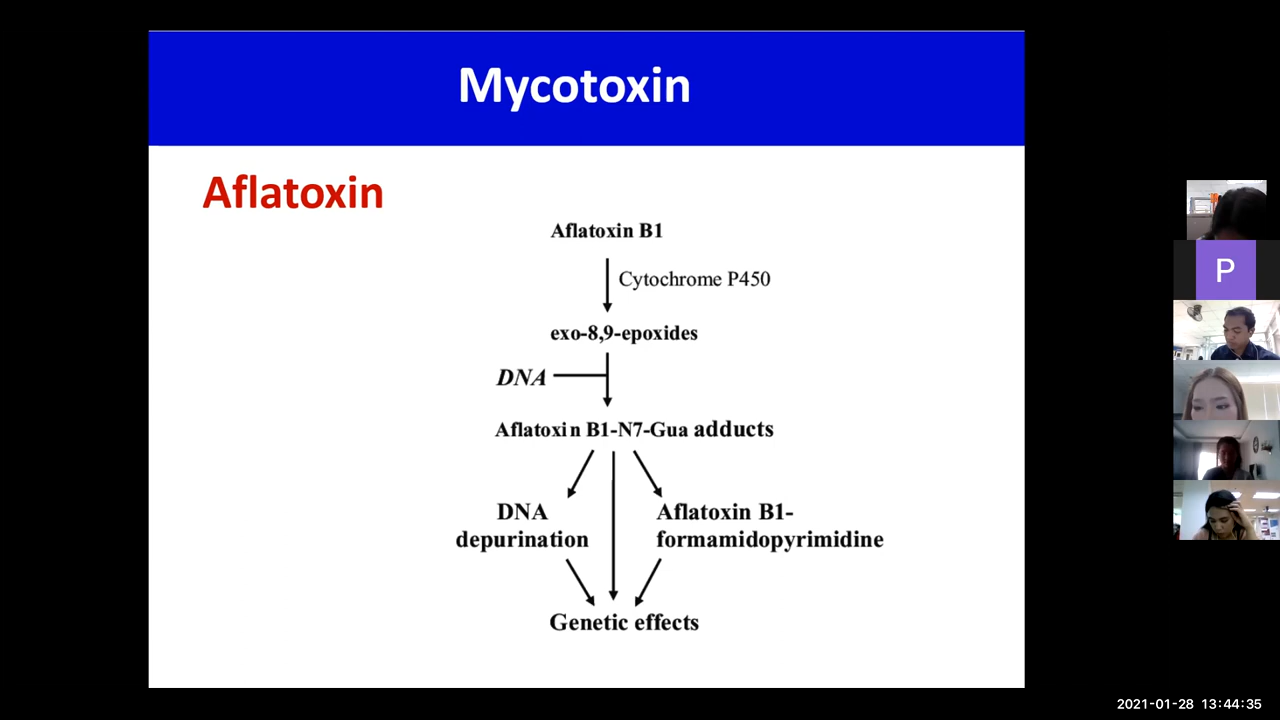 Mycotoxin
Aflatoxin
Aflatoxin B1
Cytochrome P450
exo-8,9-epoxides
DNA
Aflatoxin B1-N7-Gua adducts
DNA
depurination
Aflatoxin B1-
formamidopyrimidine
Genetic effects
P
2021-01-28 13:44:35